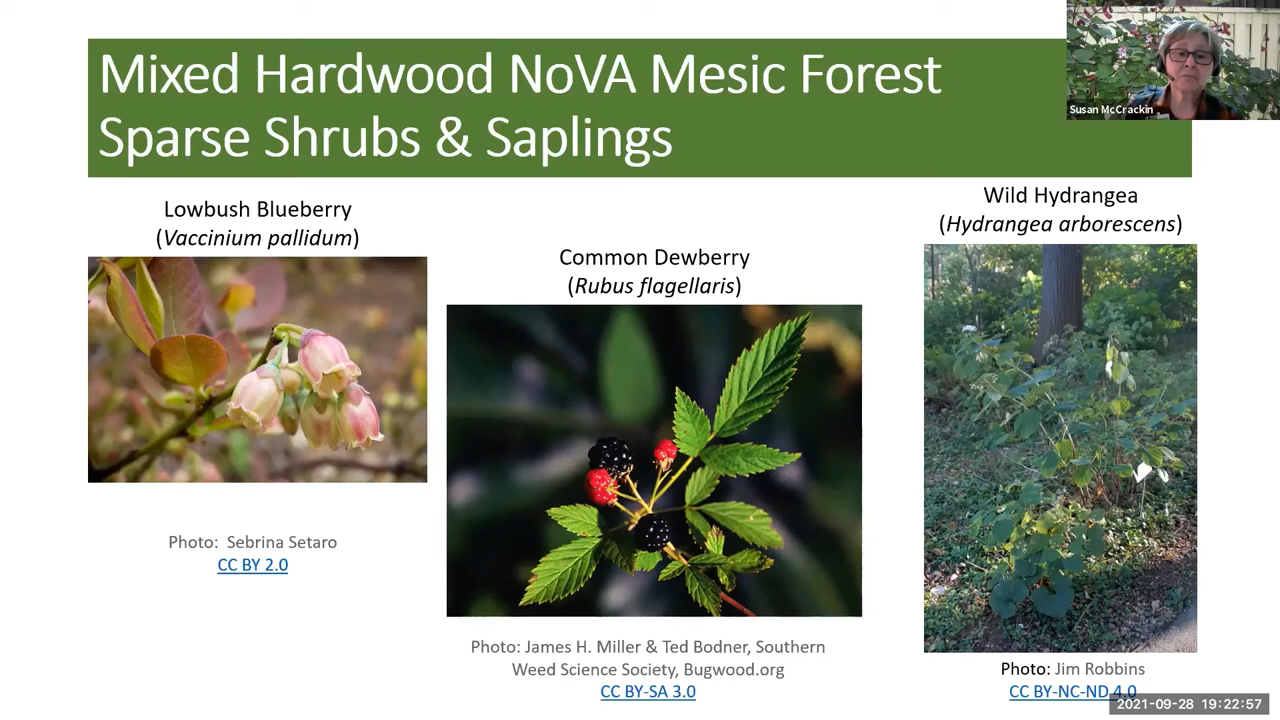 Mixed Hardwood NoVA Mesic Forest
Sparse Shrubs & Saplings
Susan McCrackin
Lowbush Blueberry
(Vaccinium pallidum)
Photo: Sebrina Setaro
CC BY 2.0
Common Dewberry
(Rubus flagellaris)
Photo: James H. Miller & Ted Bodner, Southern
Weed Science Society, Bugwood.org
CC BY-SA 3.0
Wild Hydrangea
(Hydrangea arborescens)
Photo: Jim Robbins
CC BY-NC-ND 4.0
2021-09-28 19:22:57